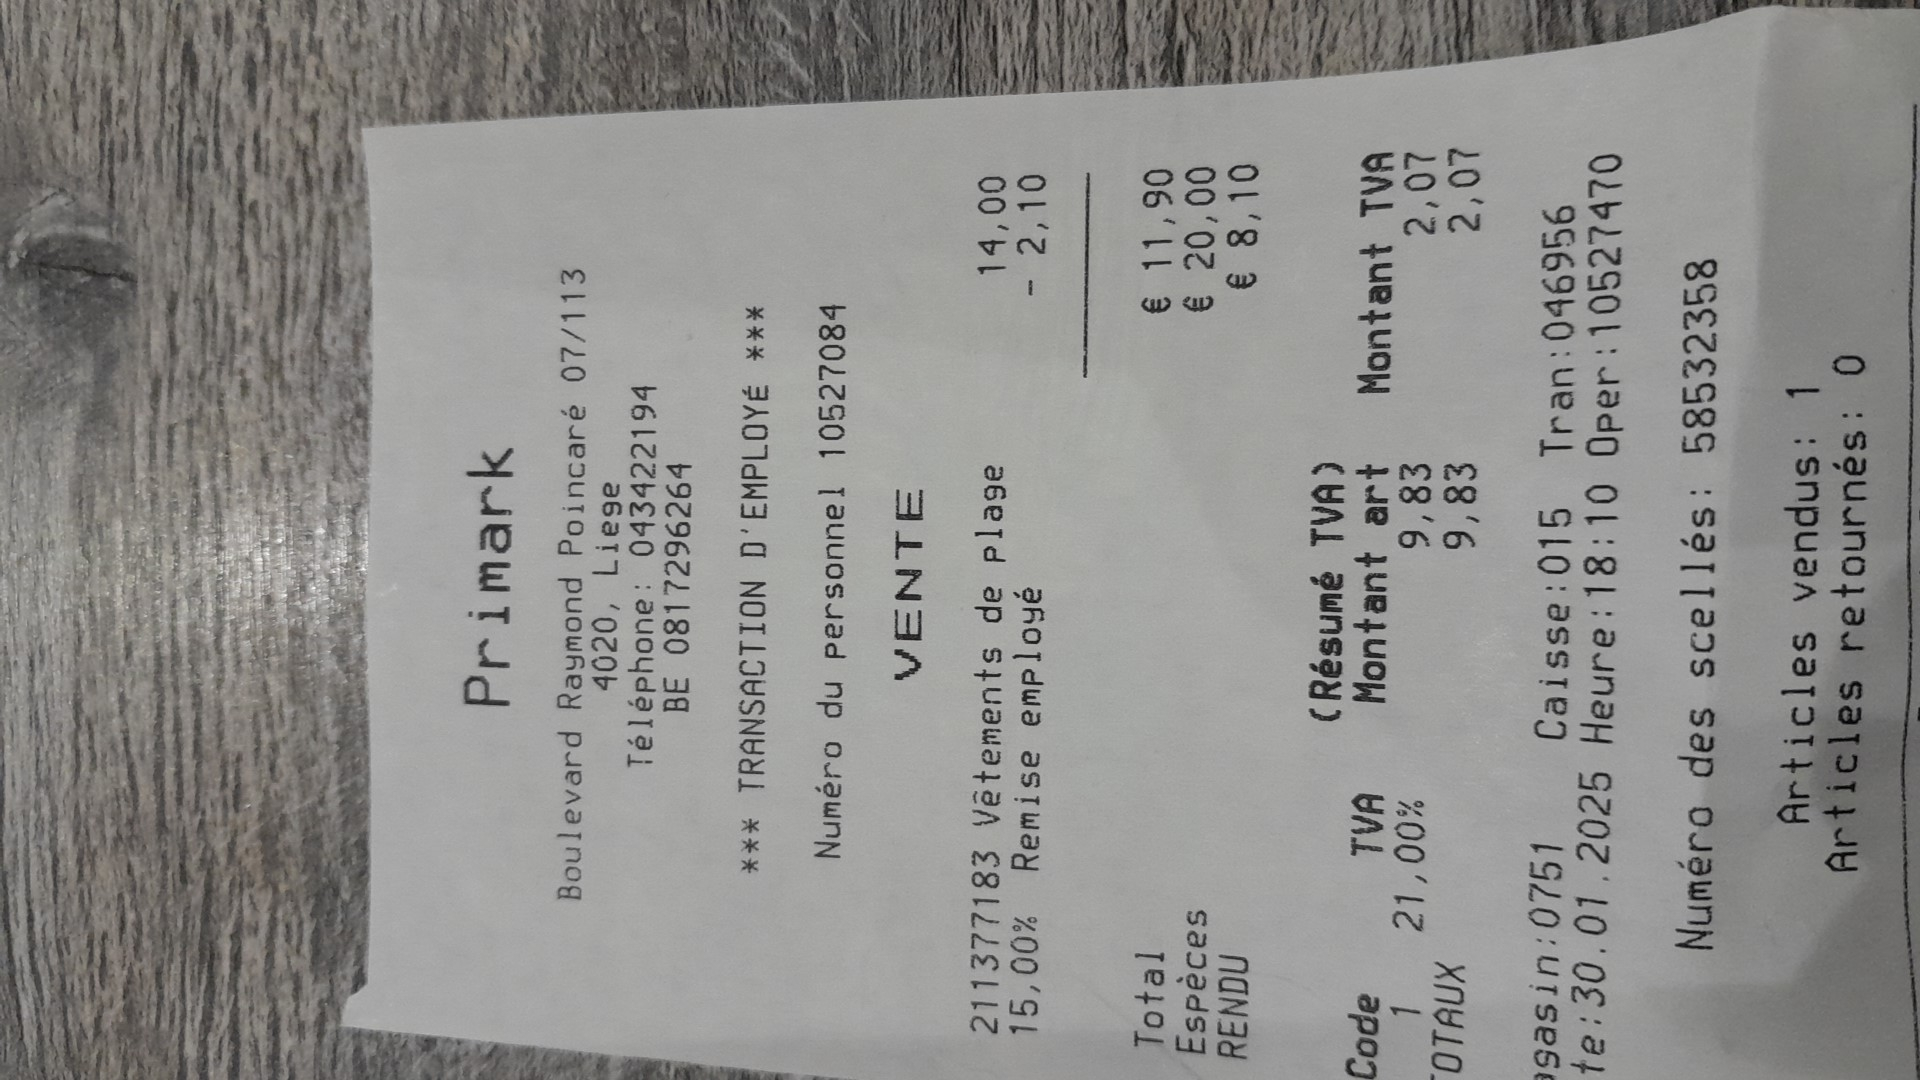 Primark
Boulevard Raymond Poincaré 07/113
4020, Liege
Téléphone: 043422194
BE 0817296264
*** TRANSACTION D'EMPLOYÉ ***
Numéro du personnel 10527084
VENTE
211377183 Vêtements de plage 14,00
15,00% Remise employé - 2,10
Total € 11,90
Espèces € 20,00
RENDU € 8,10
(Résumé TVA)
Code TVA Montant art Montant TVA
1 21,00% 9,83 2,07
OTAUX 9,83 2,07
gasin:0751 Caisse:015 Tran:046956
te:30.01.2025 Heure:18:10 Oper:10527470
Numéro des scellés: 58532358
Articles vendus: 1
Articles retournés: 0